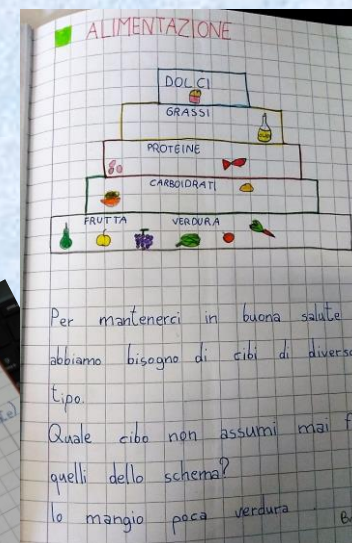 ALIMENTAZIONE
DOLCI
GRASSI
PROTEINE
CARBOIDRATI
FRUTTA VERDURA
Per mantenerci in buona salute
abbiamo bisogno di cibi di diverso
tipo.
Quale cibo non assumi mai
quelli dello schema?
Io mangio poca verdura